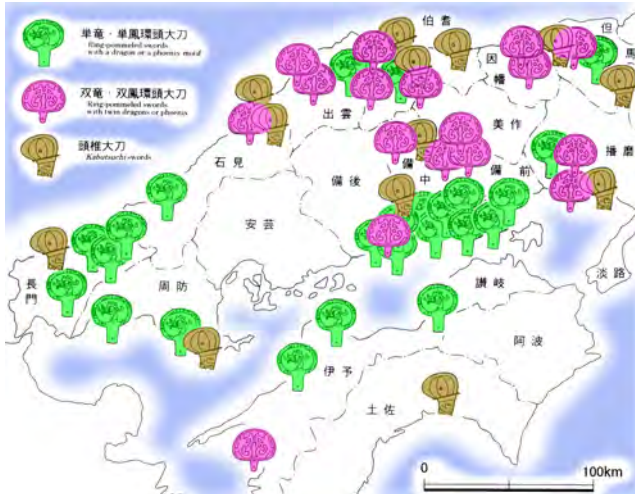 単竜・単鳳環頭大刀
Ring-pommeled swords
with a dragon or a phoenix motif
双竜・双鳳環頭大刀
Ring-pommeled swords
with twin dragons or phoenix
頭椎大刀
Kabutsuchi swords
伯耆
因幡
但馬
出雲
美作
石見
備後
備中
備前
播磨
安芸
長門
周防
淡路
讃岐
阿波
伊予
土佐
0
100km